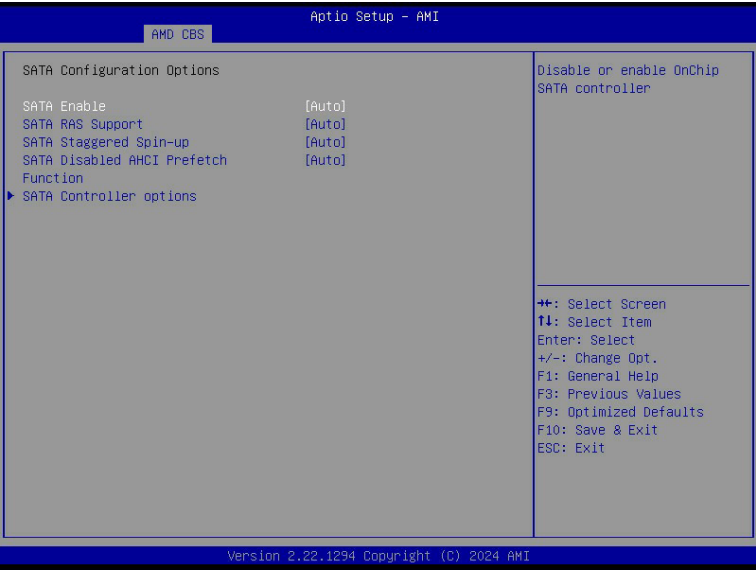 Aptio Setup – AMI
AMD CBS
SATA Configuration Options
SATA Enable [Auto]
SATA RAS Support [Auto]
SATA Staggered Spin-up [Auto]
SATA Disabled AHCI Prefetch [Auto]
Function
SATA Controller options
Disable or enable OnChip
SATA controller
→←: Select Screen
↑↓: Select Item
Enter: Select
+/-: Change Opt.
F1: General Help
F3: Previous Values
F9: Optimized Defaults
F10: Save & Exit
ESC: Exit
Version 2.22.1294 Copyright (C) 2024 AMI